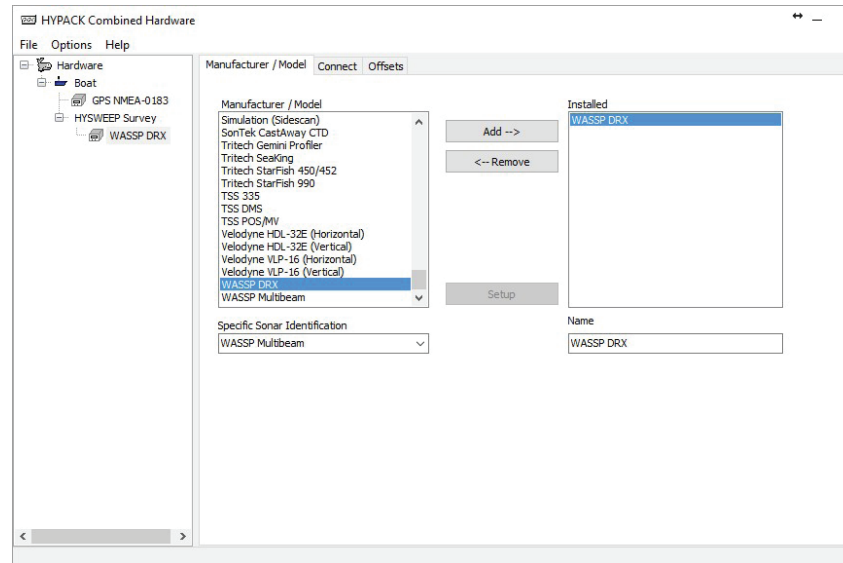 HYPACK Combined Hardware
File Options Help
Hardware
Boat
GPS NMEA-0183
HYSWEEP Survey
WASSP DRX
Manufacturer / Model Connect Offsets
Manufacturer / Model
Simulation (Sidescan)
SonTek CastAway CTD
Tritech Gemini Profiler
Tritech SeaKing
Tritech StarFish 450/452
Tritech StarFish 990
TSS 335
TSS DMS
TSS POS/MV
Velodyne HDL-32E (Horizontal)
Velodyne HDL-32E (Vertical)
Velodyne VLP-16 (Horizontal)
Velodyne VLP-16 (Vertical)
WASSP DRX
WASSP Multibeam
Specific Sonar Identification
WASSP Multibeam
Add -->
<-- Remove
Setup
Installed
WASSP DRX
Name
WASSP DRX